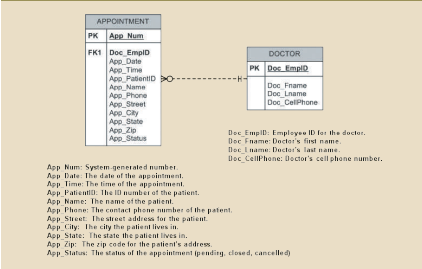 APPOINTMENT
PK App_Num
FK1 Doc_EmpID
App_Date
App_Time
App_PatientID
App_Name
App_Phone
App_Street
App_City
App_State
App_Zip
App_Status
DOCTOR
PK Doc_EmpID
Doc_Fname
Doc_Lname
Doc_CellPhone
Doc_EmpID: Employee ID for the doctor.
Doc_Fname: Doctor's first name.
Doc_Lname: Doctor's last name.
Doc_CellPhone: Doctor's cell phone number.
App_Num: System-generated number.
App_Date: The date of the appointment.
App_Time: The time of the appointment.
App_PatientID: The ID number of the patient.
App_Name: The name of the patient.
App_Phone: The contact phone number of the patient.
App_Street: The street address for the patient.
App_City: The city the patient lives in.
App_State: The state the patient lives in.
App_Zip: The zip code for the patient's address.
App_Status: The status of the appointment (pending, closed, cancelled)